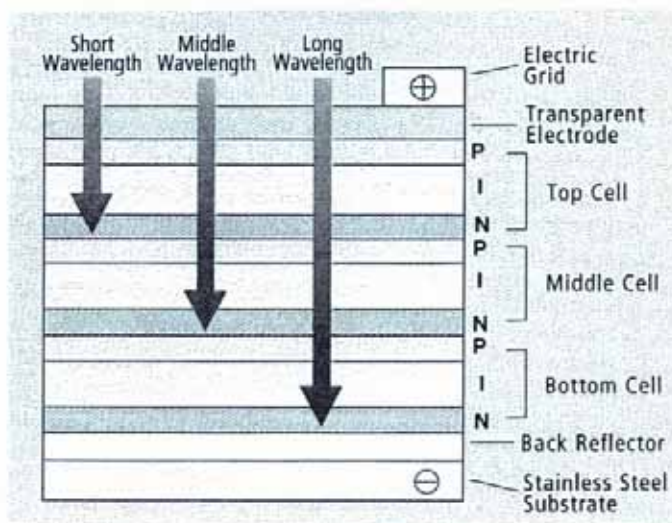 Short
Wavelength
Middle
Wavelength
Long
Wavelength
Electric
Grid
⊕
Transparent
Electrode
P
I
N
Top Cell
P
I
N
Middle Cell
P
I
N
Bottom Cell
Back Reflector
⊖
Stainless Steel
Substrate